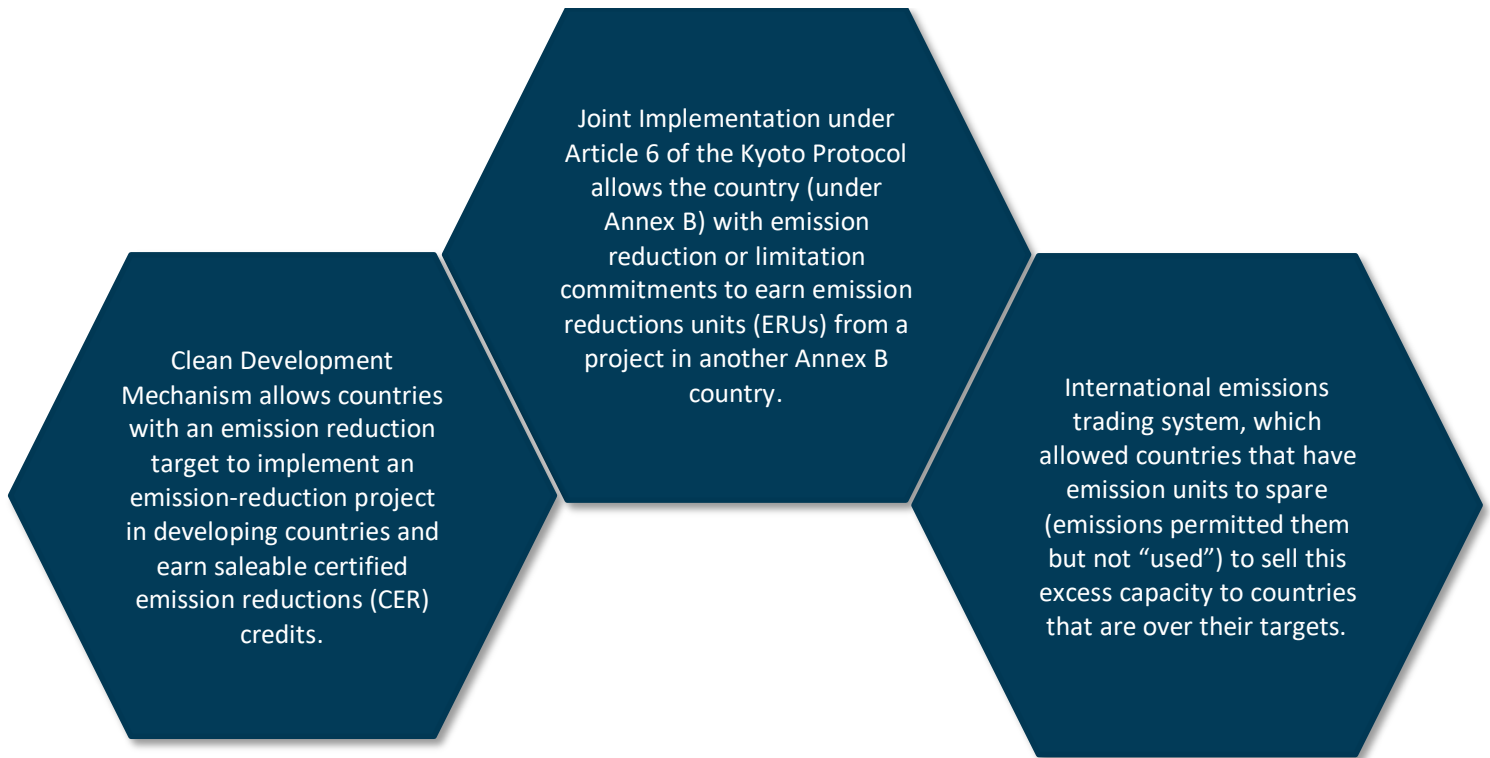 Clean Development
Mechanism allows countries
with an emission reduction
target to implement an
emission-reduction project
in developing countries and
earn saleable certified
emission reductions (CER)
credits.
Joint Implementation under
Article 6 of the Kyoto Protocol
allows the country (under
Annex B) with emission
reduction or limitation
commitments to earn emission
reductions units (ERUs) from a
project in another Annex B
country.
International emissions
trading system, which
allowed countries that have
emission units to spare
(emissions permitted them
but not “used”) to sell this
excess capacity to countries
that are over their targets.